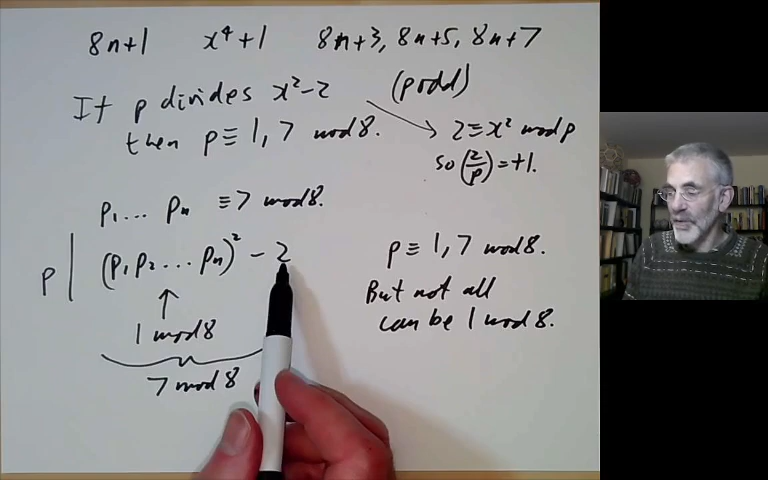 8n+1   x⁴+1   8n+3, 8n+5, 8n+7
If p divides x²-2   (p odd)
then p ≡ 1, 7 mod 8.   2 ≡ x² mod p
so (2/p) = +1.
p₁ ... pₙ ≡ 7 mod 8.
p | (p₁p₂ ... pₙ)² - 2   p ≡ 1, 7 mod 8.
But not all
1 mod 8   can be 1 mod 8.
7 mod 8